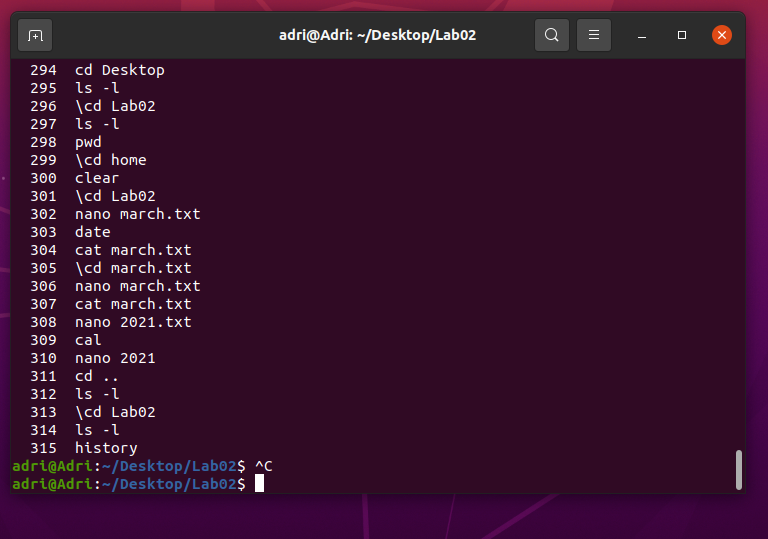 adri@Adri: ~/Desktop/Lab02
294 cd Desktop
295 ls -l
296 \cd Lab02
297 ls -l
298 pwd
299 \cd home
300 clear
301 \cd Lab02
302 nano march.txt
303 date
304 cat march.txt
305 \cd march.txt
306 nano march.txt
307 cat march.txt
308 nano 2021.txt
309 cal
310 nano 2021
311 cd ..
312 ls -l
313 \cd Lab02
314 ls -l
315 history
adri@Adri:~/Desktop/Lab02$ ^C
adri@Adri:~/Desktop/Lab02$